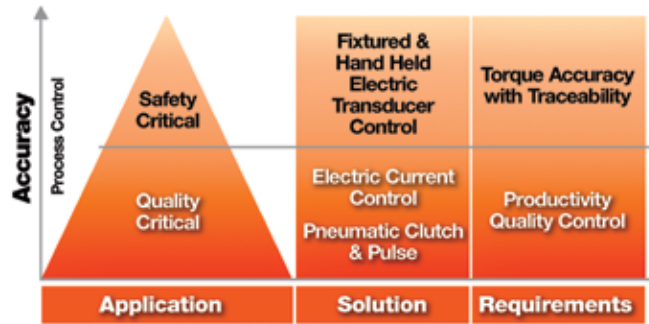 Accuracy
Process Control
Safety
Critical
Quality
Critical
Fixtured &
Hand Held
Electric
Transducer
Control
Electric Current
Control
Pneumatic Clutch
& Pulse
Torque Accuracy
with Traceability
Productivity
Quality Control
Application
Solution
Requirements